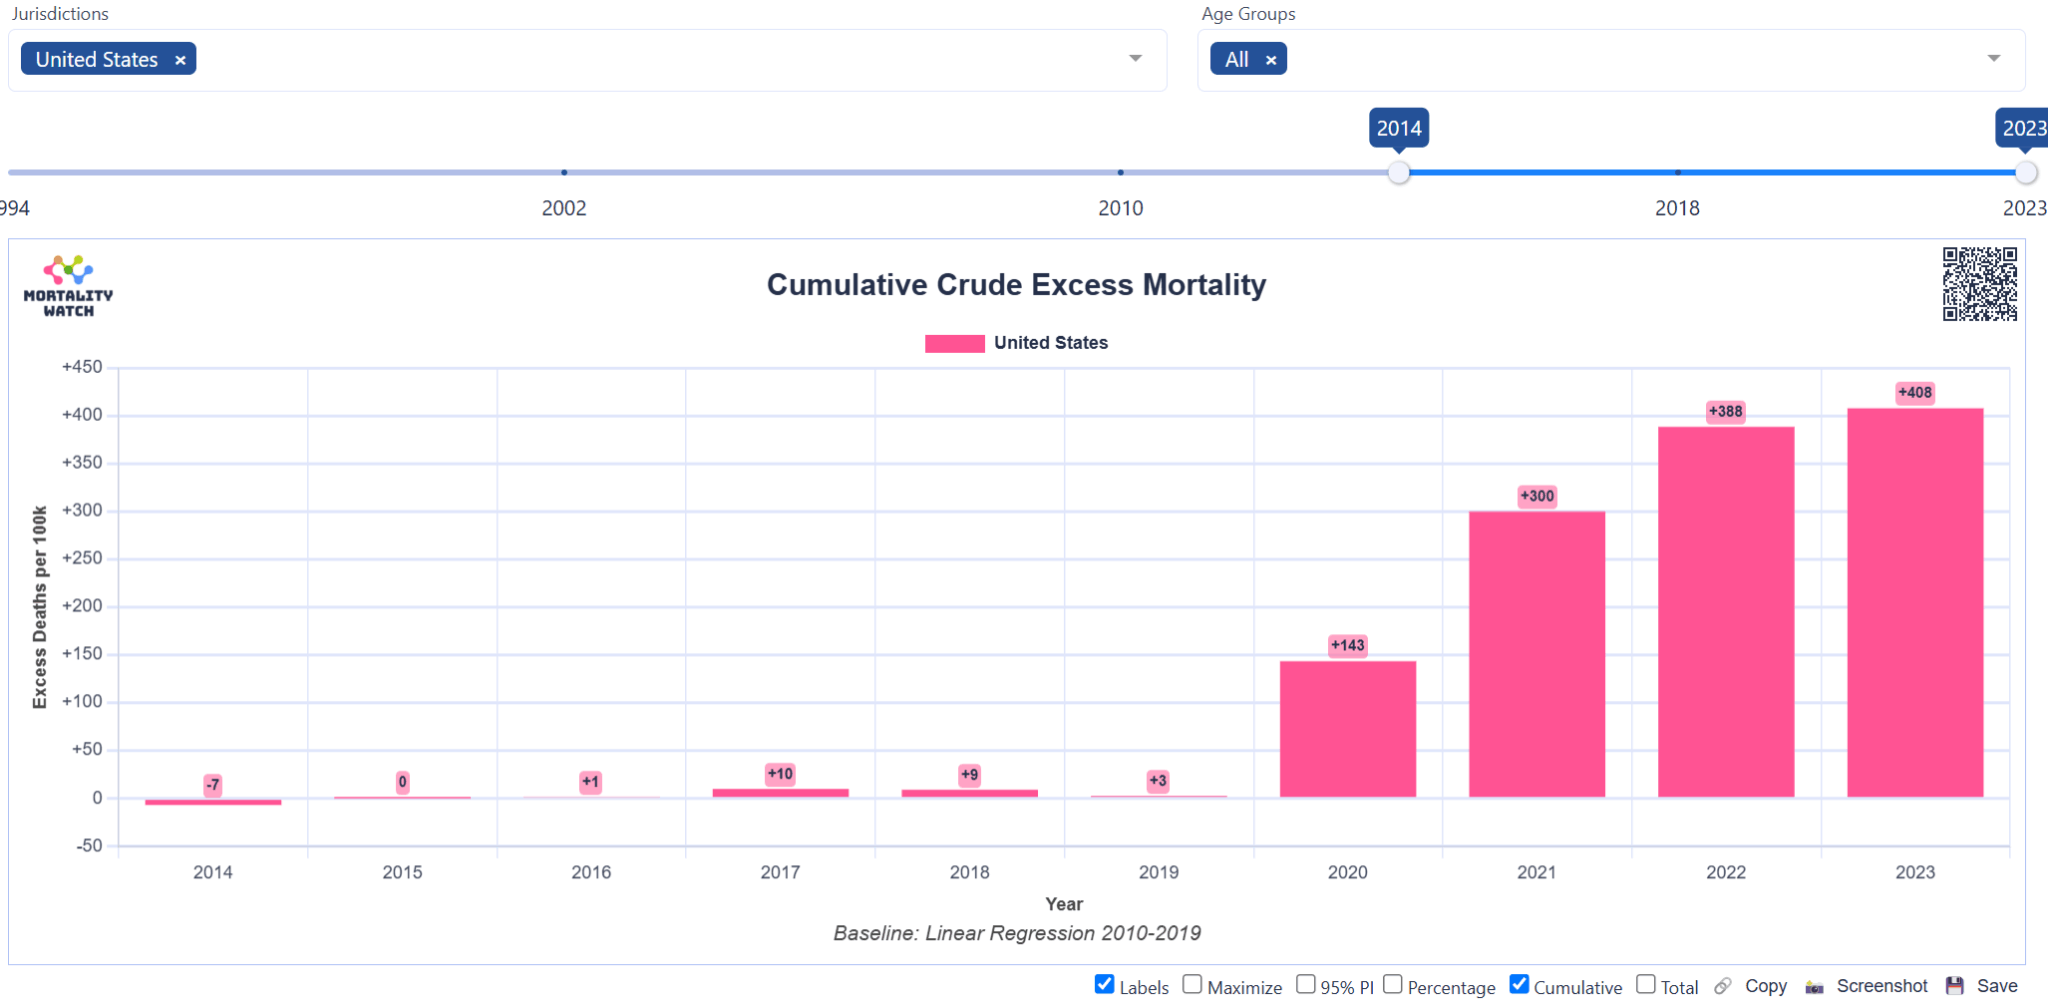 Jurisdictions
Age Groups
United States ×
All ×
2014
2023
994
2002
2010
2018
2023
MORTALITY
WATCH
Cumulative Crude Excess Mortality
United States
Excess Deaths per 100k
+450
+400
+350
+300
+250
+200
+150
+100
+50
0
-50
-7
0
+1
+10
+9
+3
+143
+300
+388
+408
2014 2015 2016 2017 2018 2019 2020 2021 2022 2023
Year
Baseline: Linear Regression 2010-2019
Labels Maximize 95% PI Percentage Cumulative Total Copy Screenshot Save